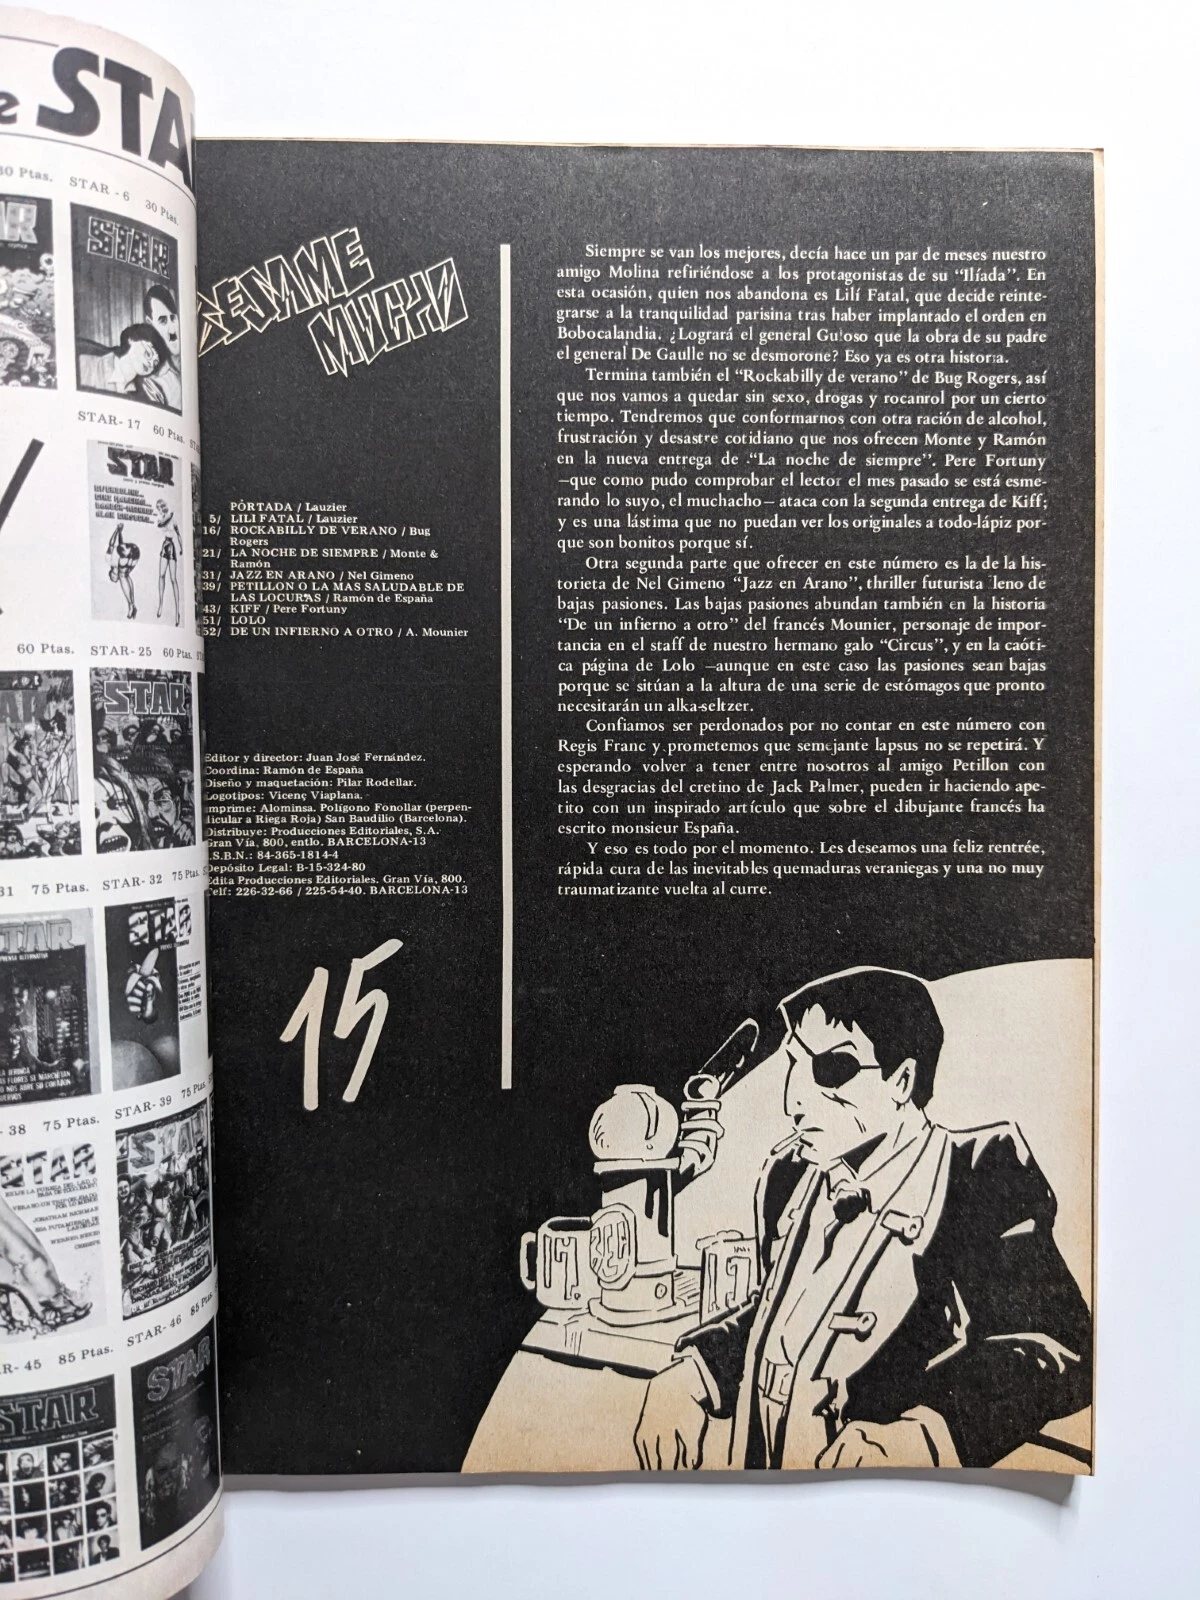 e STAR
30 Ptas. STAR - 6 30 Ptas.
STAR
STAR- 17 60 Ptas.
STAR
60 Ptas. STAR- 25 60 Ptas.
STAR
31 75 Ptas. STAR- 32 75 Ptas.
STAR
PRENSA ALTERNATIVA
STAR
- 38 75 Ptas. STAR- 39 75 Ptas.
STAR
R- 45 85 Ptas. STAR- 46 85 Ptas.
STAR
STAR
BESAME
MUCHO
PORTADA / Lauzier
5/ LILI FATAL / Lauzier
16/ ROCKABILLY DE VERANO / Bug
Rogers
21/ LA NOCHE DE SIEMPRE / Monte &
Ramón
31/ JAZZ EN ARANO / Nel Gimeno
39/ PETILLON O LA MAS SALUDABLE DE
LAS LOCURAS / Ramón de España
43/ KIFF / Pere Fortuny
51/ LOLO
52/ DE UN INFIERNO A OTRO / A. Mounier
Editor y director: Juan José Fernández.
Coordina: Ramón de España
Diseño y maquetación: Pilar Rodellar.
Logotipos: Vicenç Viaplana.
Imprime: Alominsa. Polígono Fonollar (perpen-
dicular a Riega Roja) San Baudilio (Barcelona).
Distribuye: Producciones Editoriales, S.A.
Gran Vía, 800, entlo. BARCELONA-13
I.S.B.N.: 84-365-1814-4
Depósito Legal: B-15-324-80
Edita Producciones Editoriales. Gran Vía, 800.
Telf: 226-32-66 / 225-54-40. BARCELONA-13
15
Siempre se van los mejores, decía hace un par de meses nuestro
amigo Molina refiriéndose a los protagonistas de su "Ilíada". En
esta ocasión, quien nos abandona es Lilí Fatal, que decide reinte-
grarse a la tranquilidad parisina tras haber implantado el orden en
Bobocalandia. ¿Logrará el general Guloso que la obra de su padre
el general De Gaulle no se desmorone? Eso ya es otra historia.
Termina también el "Rockabilly de verano" de Bug Rogers, así
que nos vamos a quedar sin sexo, drogas y rocanrol por un cierto
tiempo. Tendremos que conformarnos con otra ración de alcohol,
frustración y desastre cotidiano que nos ofrecen Monte y Ramón
en la nueva entrega de "La noche de siempre". Pere Fortuny
—que como pudo comprobar el lector el mes pasado se está esme-
rando lo suyo, el muchacho— ataca con la segunda entrega de Kiff;
y es una lástima que no puedan ver los originales a todo-lápiz por-
que son bonitos porque sí.
Otra segunda parte que ofrecer en este número es la de la his-
torieta de Nel Gimeno "Jazz en Arano", thriller futurista lleno de
bajas pasiones. Las bajas pasiones abundan también en la historia
"De un infierno a otro" del francés Mounier, personaje de impor-
tancia en el staff de nuestro hermano galo "Circus", y en la caóti-
ca página de Lolo —aunque en este caso las pasiones sean bajas
porque se sitúan a la altura de una serie de estómagos que pronto
necesitarán un alka-seltzer.
Confiamos ser perdonados por no contar en este número con
Regis Franc y prometemos que semejante lapsus no se repetirá. Y
esperando volver a tener entre nosotros al amigo Petillon con
las desgracias del cretino de Jack Palmer, pueden ir haciendo ape-
tito con un inspirado artículo que sobre el dibujante francés ha
escrito monsieur España.
Y eso es todo por el momento. Les deseamos una feliz rentrée,
rápida cura de las inevitables quemaduras veraniegas y una no muy
traumatizante vuelta al curre.